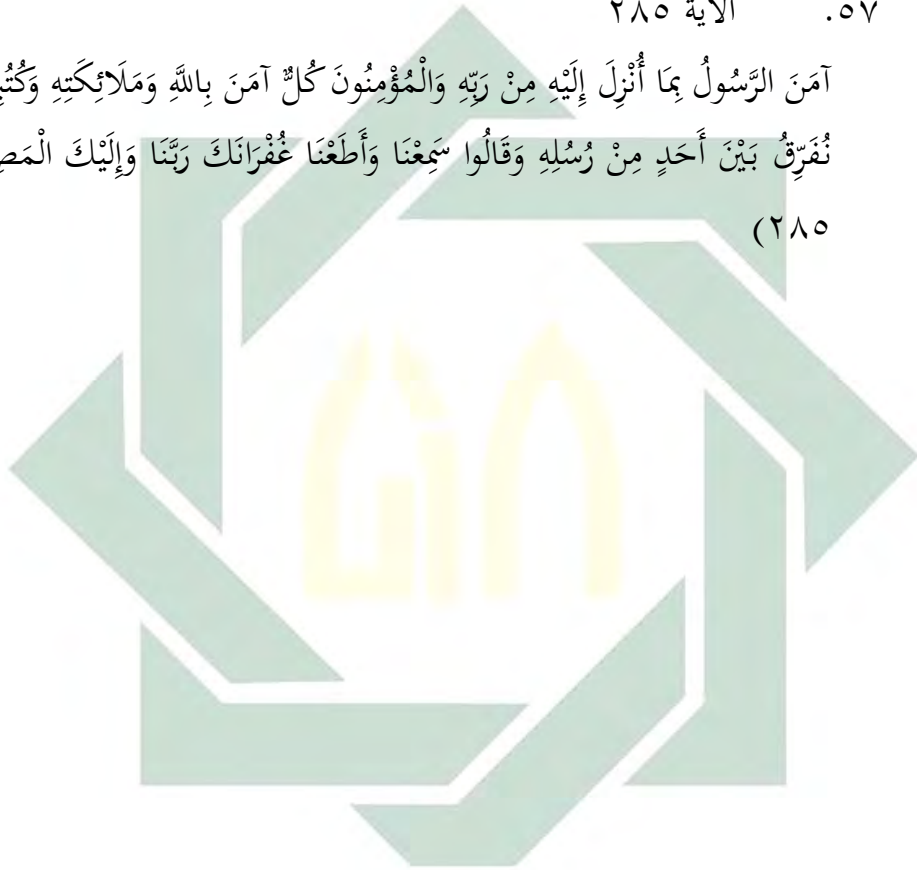 ٥٧. الآية ٢٨٥
آمَنَ الرَّسُولُ بِمَا أُنْزِلَ إِلَيْهِ مِنْ رَبِّهِ وَالْمُؤْمِنُونَ كُلٌّ آمَنَ بِاللَّهِ وَمَلَائِكَتِهِ
نُفَرِّقُ بَيْنَ أَحَدٍ مِنْ رُسُلِهِ وَقَالُوا سَمِعْنَا وَأَطَعْنَا غُفْرَانَكَ رَبَّنَا وَإِلَيْكَ
٢٨٥)